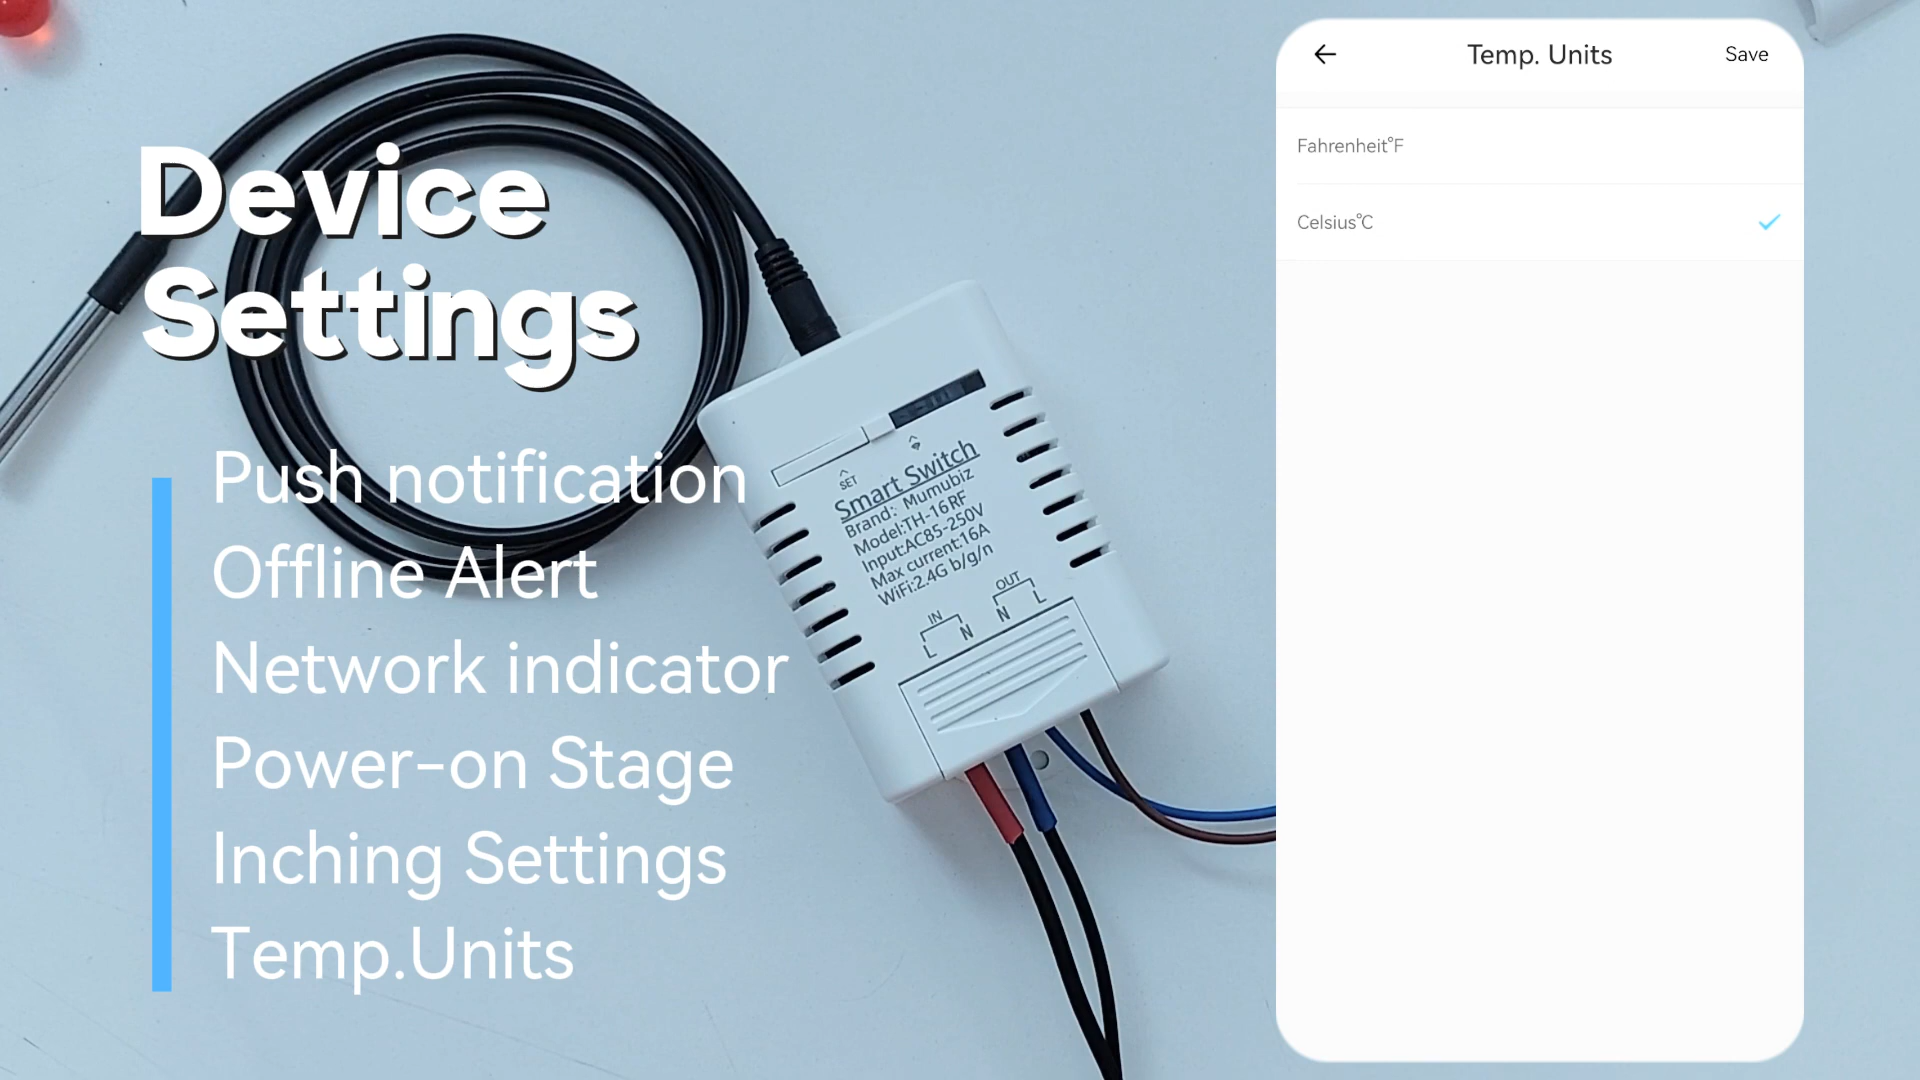 Device
Settings
Push notification
Offline Alert
Network indicator
Power-on Stage
Inching Settings
Temp.Units
SET
Smart Switch
Brand: Mumubiz
Model:TH-16RF
Input:AC85-250V
Max current:16A
WiFi:2.4G b/g/n
IN
L N
OUT
N L
Temp. Units
Save
Fahrenheit°F
Celsius°C